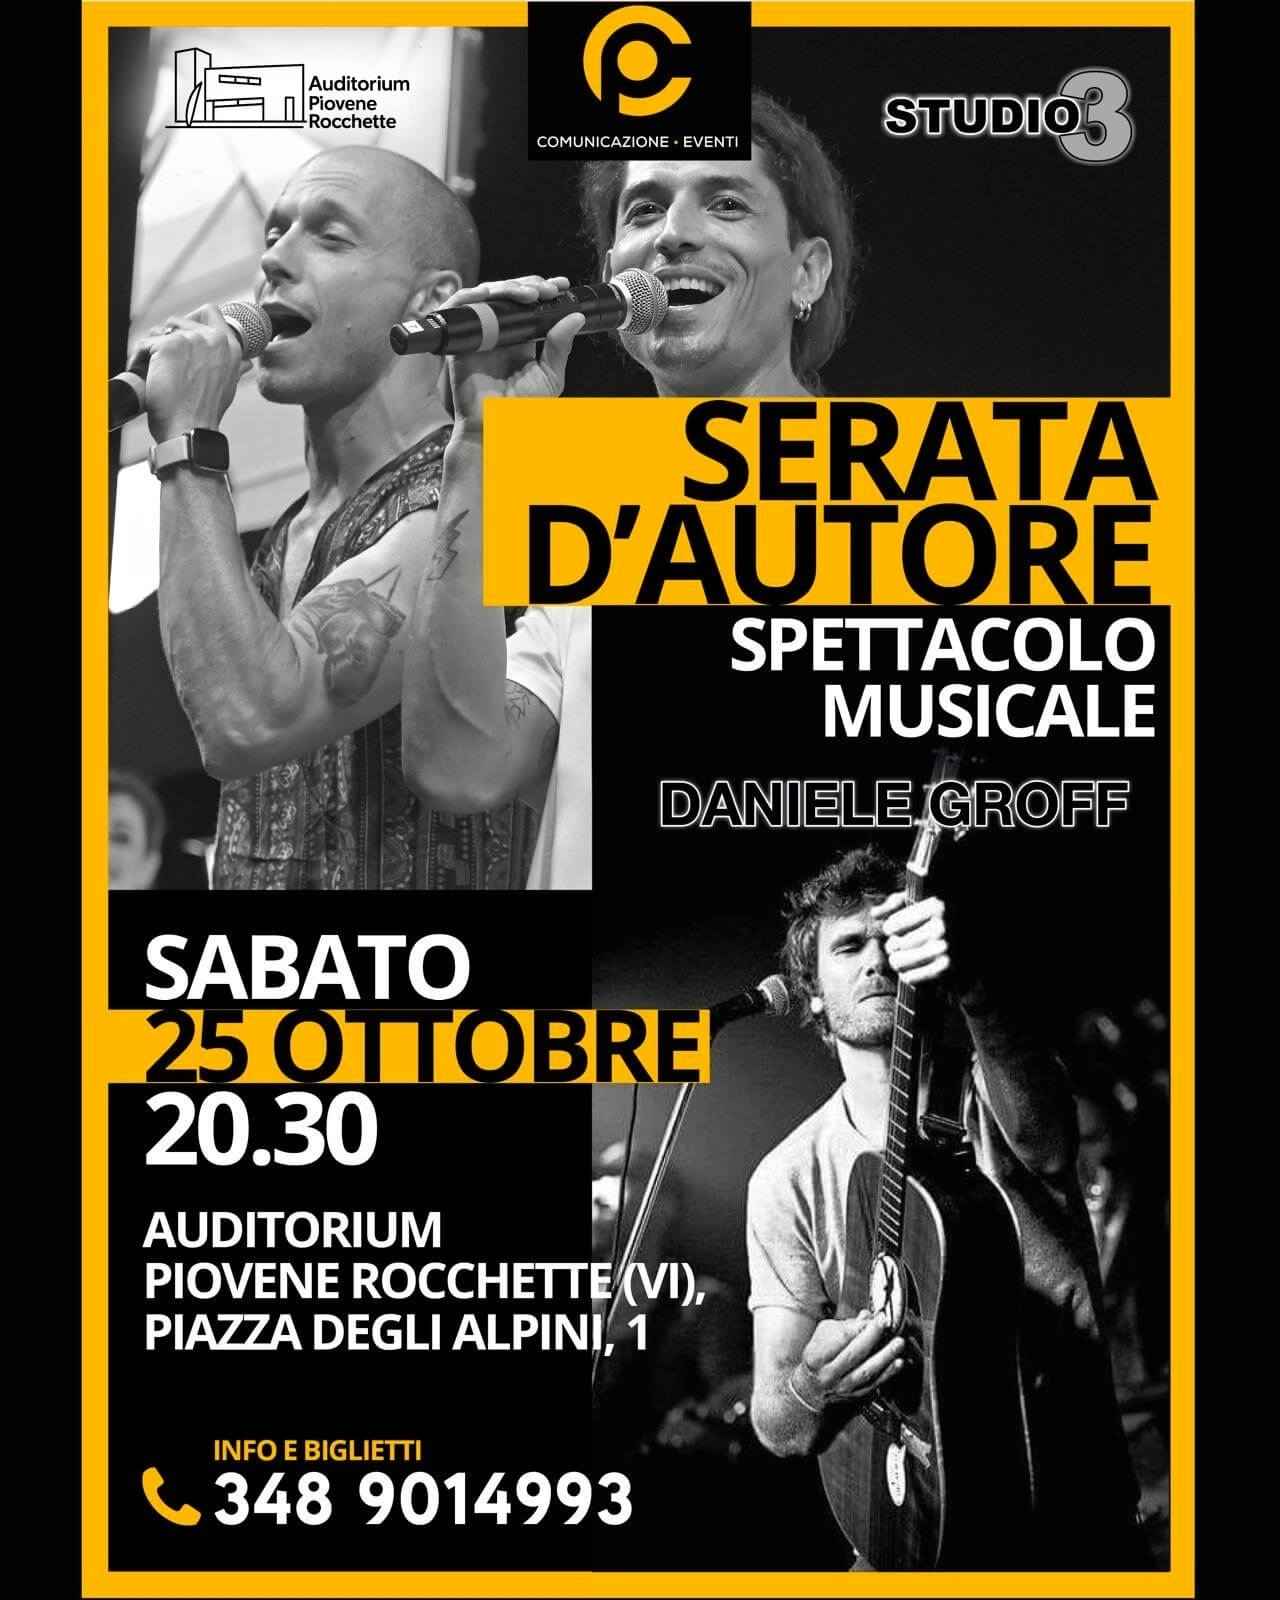 Auditorium
Piovene
Rocchette
COMUNICAZIONE • EVENTI
STUDIO3
SERATA
D'AUTORE
SPETTACOLO
MUSICALE
DANIELE GROFF
SABATO
25 OTTOBRE
20.30
AUDITORIUM
PIOVENE ROCCHETTE (VI),
PIAZZA DEGLI ALPINI, 1
INFO E BIGLIETTI
348 9014993